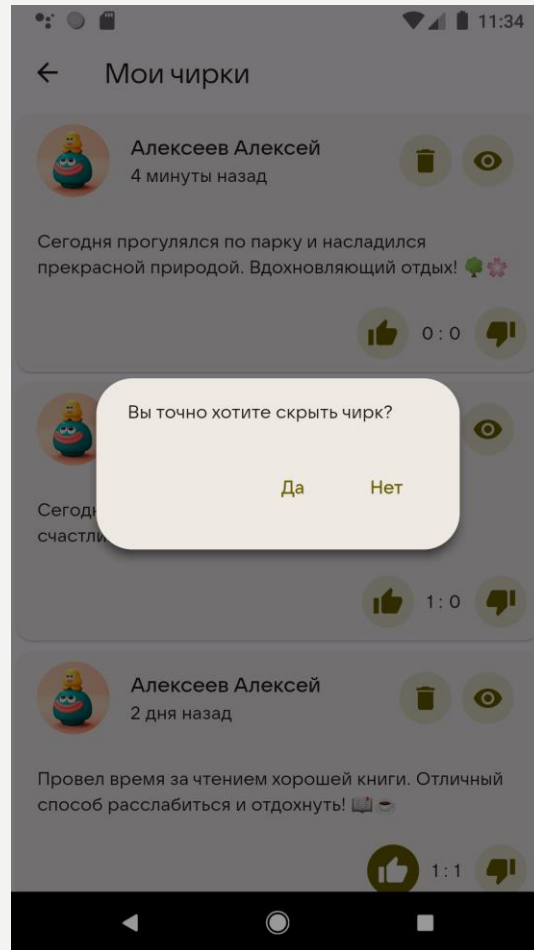 11:34
Мои чирки
Алексеев Алексей
4 минуты назад
Сегодня прогулялся по парку и насладился
прекрасной природой. Вдохновляющий отдых! 🌳🌸
0 : 0
Вы точно хотите скрыть чирк?
Да Нет
1 : 0
Алексеев Алексей
2 дня назад
Провел время за чтением хорошей книги. Отличный
способ расслабиться и отдохнуть! 📖☕
1 : 1